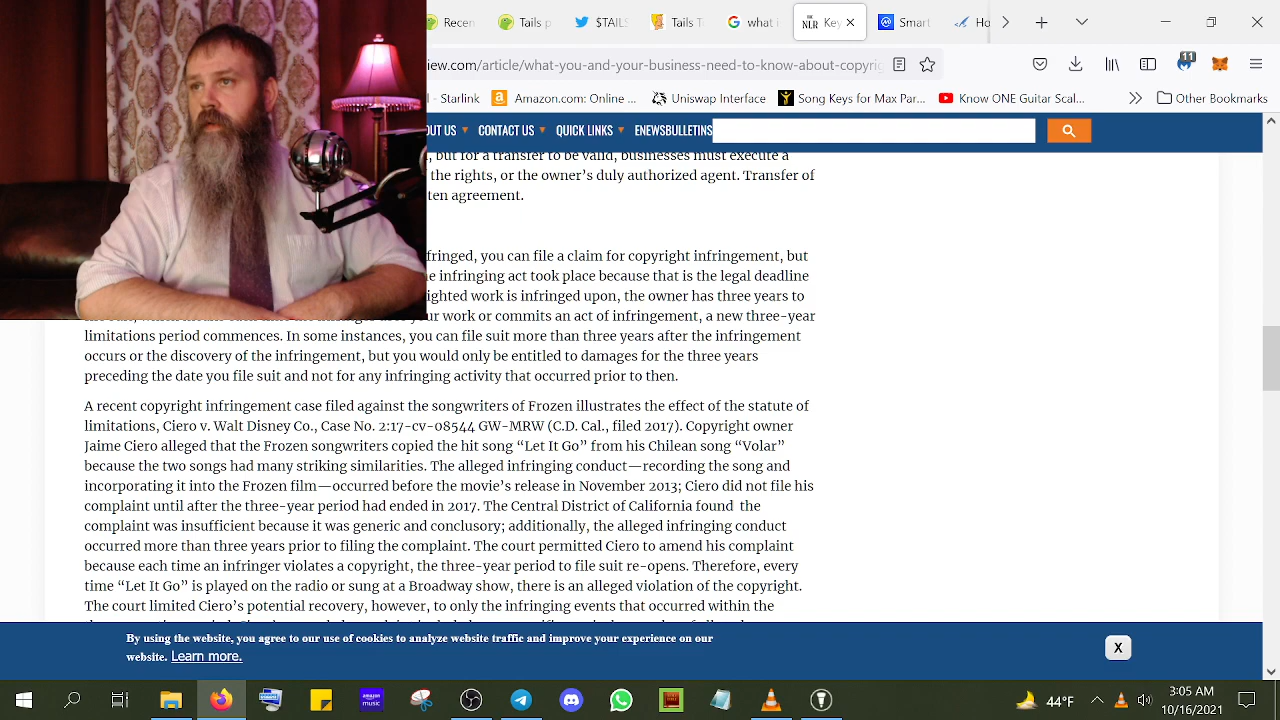 Recen
Tails p
$TAILS
Tails T
what i
NLR
Key
Smart
Ho
view.com/article/what-you-and-your-business-need-to-know-about-copyrig
11
l - Starlink
Amazon.com: Online ...
Uniswap Interface
Song Keys for Max Par...
Know ONE Guitar Scal...
Other Bookmarks
OUT US
CONTACT US
QUICK LINKS
ENEWSBULLETINS
, but for a transfer to be valid, businesses must execute a
the rights, or the owner’s duly authorized agent. Transfer of
ten agreement.
fringed, you can file a claim for copyright infringement, but
e infringing act took place because that is the legal deadline
ighted work is infringed upon, the owner has three years to
your work or commits an act of infringement, a new three-year
limitations period commences. In some instances, you can file suit more than three years after the infringement
occurs or the discovery of the infringement, but you would only be entitled to damages for the three years
preceding the date you file suit and not for any infringing activity that occurred prior to then.
A recent copyright infringement case filed against the songwriters of Frozen illustrates the effect of the statute of
limitations, Ciero v. Walt Disney Co., Case No. 2:17-cv-08544 GW-MRW (C.D. Cal., filed 2017). Copyright owner
Jaime Ciero alleged that the Frozen songwriters copied the hit song “Let It Go” from his Chilean song “Volar”
because the two songs had many striking similarities. The alleged infringing conduct—recording the song and
incorporating it into the Frozen film—occurred before the movie’s release in November 2013; Ciero did not file his
complaint until after the three-year period had ended in 2017. The Central District of California found the
complaint was insufficient because it was generic and conclusory; additionally, the alleged infringing conduct
occurred more than three years prior to filing the complaint. The court permitted Ciero to amend his complaint
because each time an infringer violates a copyright, the three-year period to file suit re-opens. Therefore, every
time “Let It Go” is played on the radio or sung at a Broadway show, there is an alleged violation of the copyright.
The court limited Ciero’s potential recovery, however, to only the infringing events that occurred within the
By using the website, you agree to our use of cookies to analyze website traffic and improve your experience on our
website. Learn more.
X
amazon
music
44°F
3:05 AM
10/16/2021